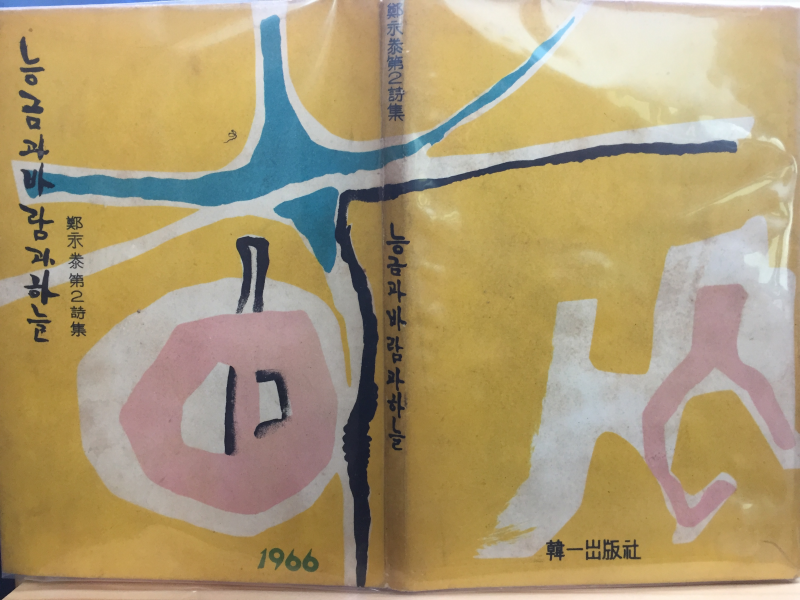 능금과 바람과 하늘
鄭永泰第2詩集
1966
鄭永泰第2詩集
능금과 바람과 하늘
韓一出版社